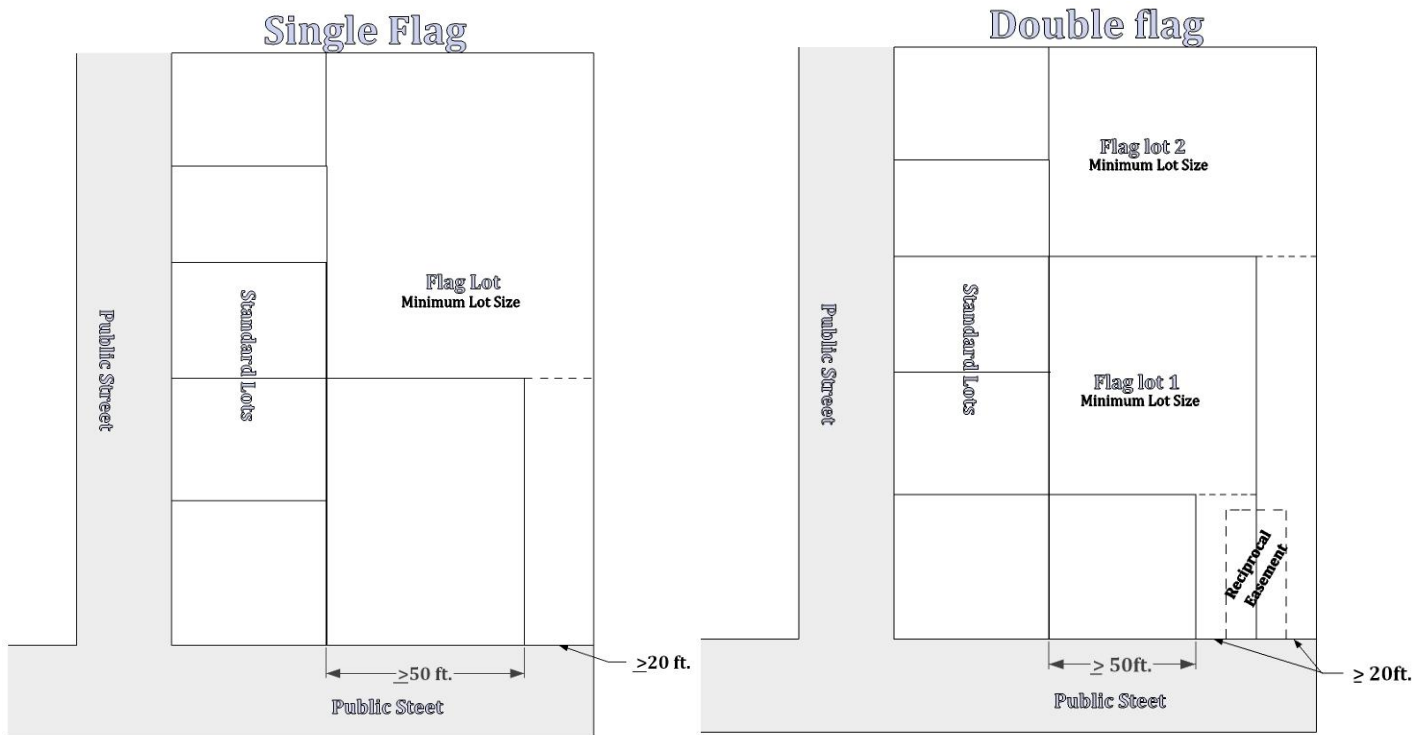 Single Flag
Public Street
Standard Lots
Flag Lot
Minimum Lot Size
≥50 ft.
≥20 ft.
Public Steet
Double flag
Public Street
Standard Lots
Flag lot 2
Minimum Lot Size
Flag lot 1
Minimum Lot Size
Reciprocal
Easement
≥ 50ft.
≥ 20ft.
Public Steet